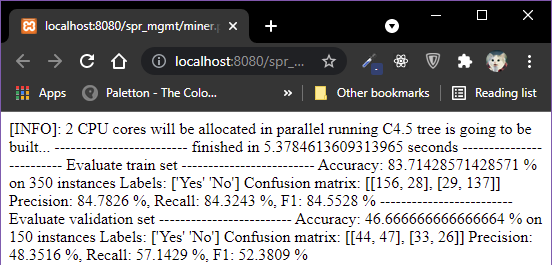 localhost:8080/spr_mgmt/miner.p
localhost:8080/spr_...
Apps
Paletton - The Colo...
»
Other bookmarks
Reading list
[INFO]: 2 CPU cores will be allocated in parallel running C4.5 tree is going to be
built... ------------------------- finished in 5.3784613609313965 seconds ----------------
---------- Evaluate train set ------------------------- Accuracy: 83.71428571428571 %
on 350 instances Labels: ['Yes' 'No'] Confusion matrix: [[156, 28], [29, 137]]
Precision: 84.7826 %, Recall: 84.3243 %, F1: 84.5528 % -------------------------
Evaluate validation set ------------------------- Accuracy: 46.666666666666664 % on
150 instances Labels: ['Yes' 'No'] Confusion matrix: [[44, 47], [33, 26]] Precision:
48.3516 %, Recall: 57.1429 %, F1: 52.3809 %